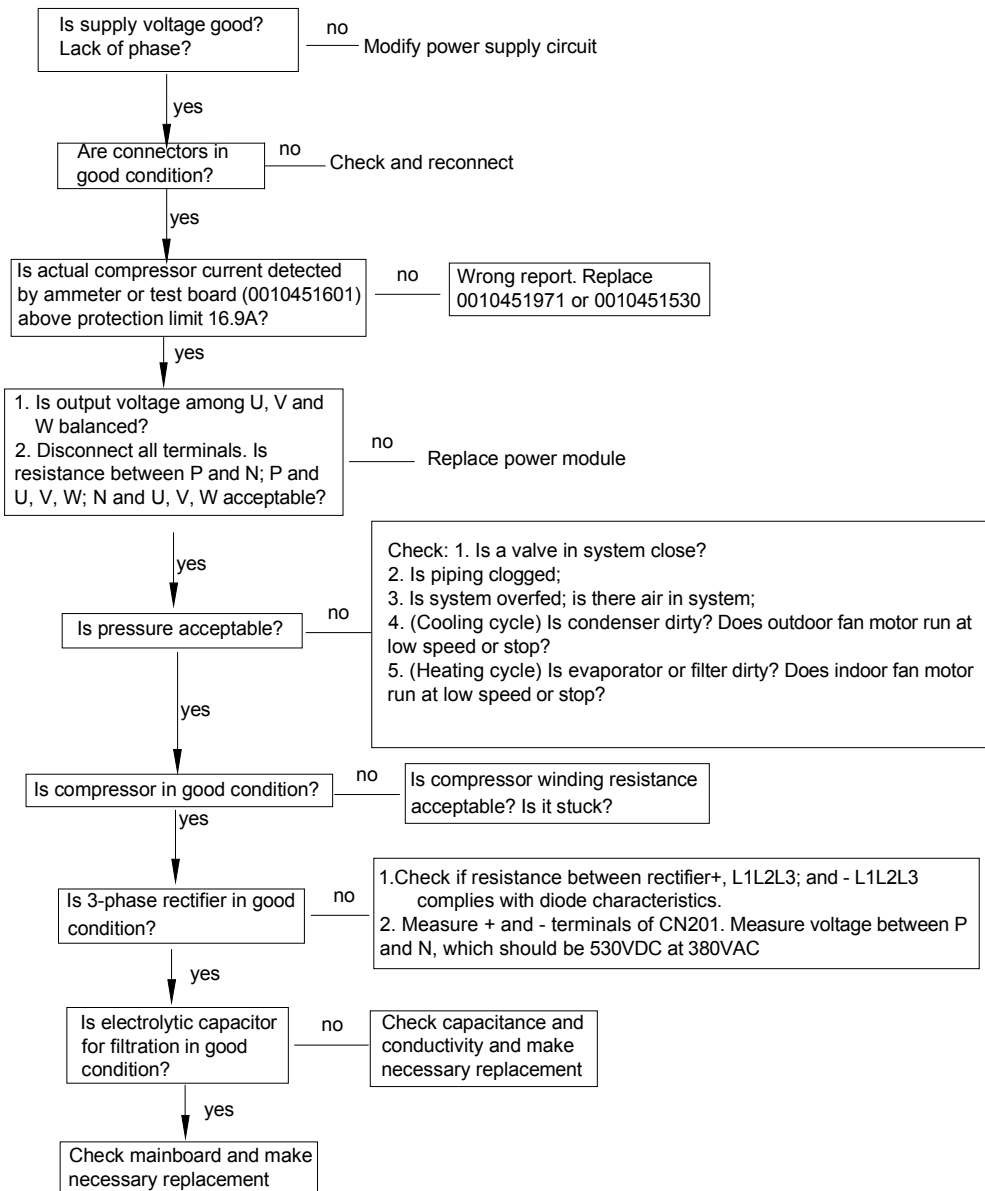 Is supply voltage good?
Lack of phase?
no
Modify power supply circuit
yes
Are connectors in
good condition?
no
Check and reconnect
yes
Is actual compressor current detected
by ammeter or test board (0010451601)
above protection limit 16.9A?
no
Wrong report. Replace
0010451971 or 0010451530
yes
1. Is output voltage among U, V and
W balanced?
2. Disconnect all terminals. Is
resistance between P and N; P and
U, V, W; N and U, V, W acceptable?
no
Replace power module
yes
Is pressure acceptable?
no
Check: 1. Is a valve in system close?
2. Is piping clogged;
3. Is system overfed; is there air in system;
4. (Cooling cycle) Is condenser dirty? Does outdoor fan motor run at
low speed or stop?
5. (Heating cycle) Is evaporator or filter dirty? Does indoor fan motor
run at low speed or stop?
yes
Is compressor in good condition?
no
Is compressor winding resistance
acceptable? Is it stuck?
yes
Is 3-phase rectifier in good
condition?
no
1.Check if resistance between rectifier+, L1L2L3; and - L1L2L3
complies with diode characteristics.
2. Measure + and - terminals of CN201. Measure voltage between P
and N, which should be 530VDC at 380VAC
yes
Is electrolytic capacitor
for filtration in good
condition?
no
Check capacitance and
conductivity and make
necessary replacement
yes
Check mainboard and make
necessary replacement